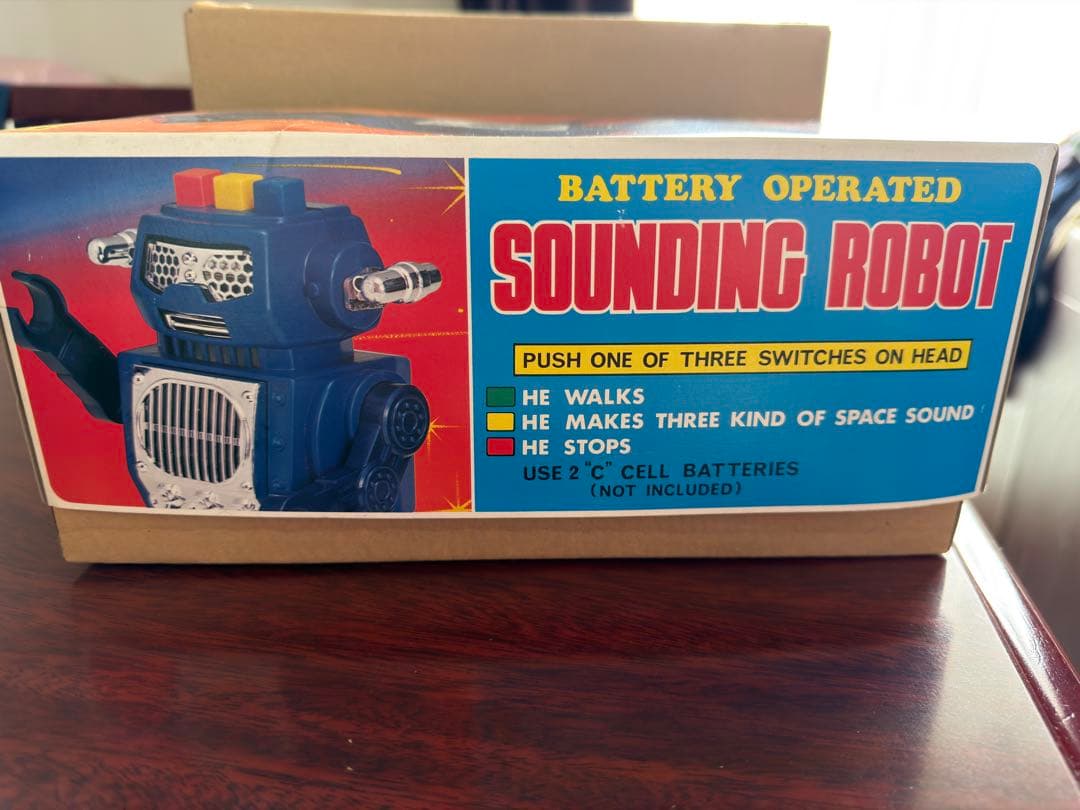 BATTERY OPERATED
SOUNDING ROBOT
PUSH ONE OF THREE SWITCHES ON HEAD
HE WALKS
HE MAKES THREE KIND OF SPACE SOUND
HE STOPS
USE 2 "C" CELL BATTERIES
(NOT INCLUDED)